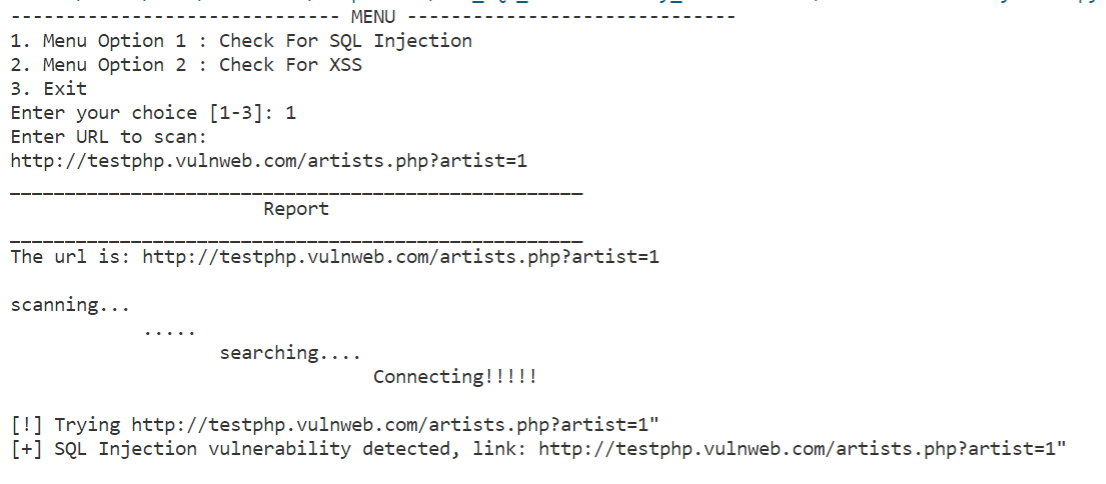 ------------------------------ MENU ------------------------------
1. Menu Option 1 : Check For SQL Injection
2. Menu Option 2 : Check For XSS
3. Exit
Enter your choice [1-3]: 1
Enter URL to scan:
http://testphp.vulnweb.com/artists.php?artist=1
____________________________________________________
Report
____________________________________________________
The url is: http://testphp.vulnweb.com/artists.php?artist=1
scanning...
.....
searching....
Connecting!!!!!
[!] Trying http://testphp.vulnweb.com/artists.php?artist=1"
[+] SQL Injection vulnerability detected, link: http://testphp.vulnweb.com/artists.php?artist=1"